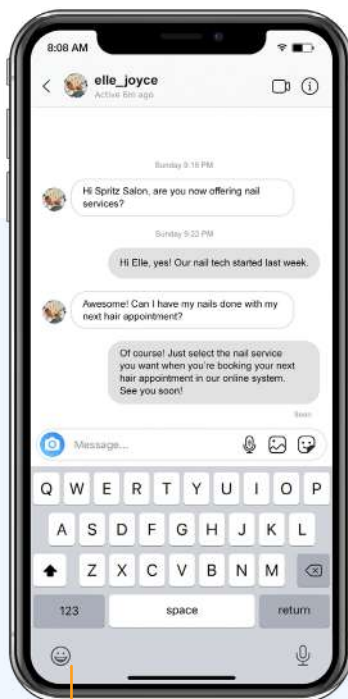 8:08 AM
elle_joyce
Active 6m ago
Sunday 9:16 PM
Hi Spritz Salon, are you now offering nail
services?
Sunday 9:22 PM
Hi Elle, yes! Our nail tech started last week.
Awesome! Can I have my nails done with my
next hair appointment?
Of course! Just select the nail service
you want when you're booking your next
hair appointment in our online system.
See you soon!
Seen
Message...
Q W E R T Y U I O P
A S D F G H J K L
Z X C V B N M
123 space return